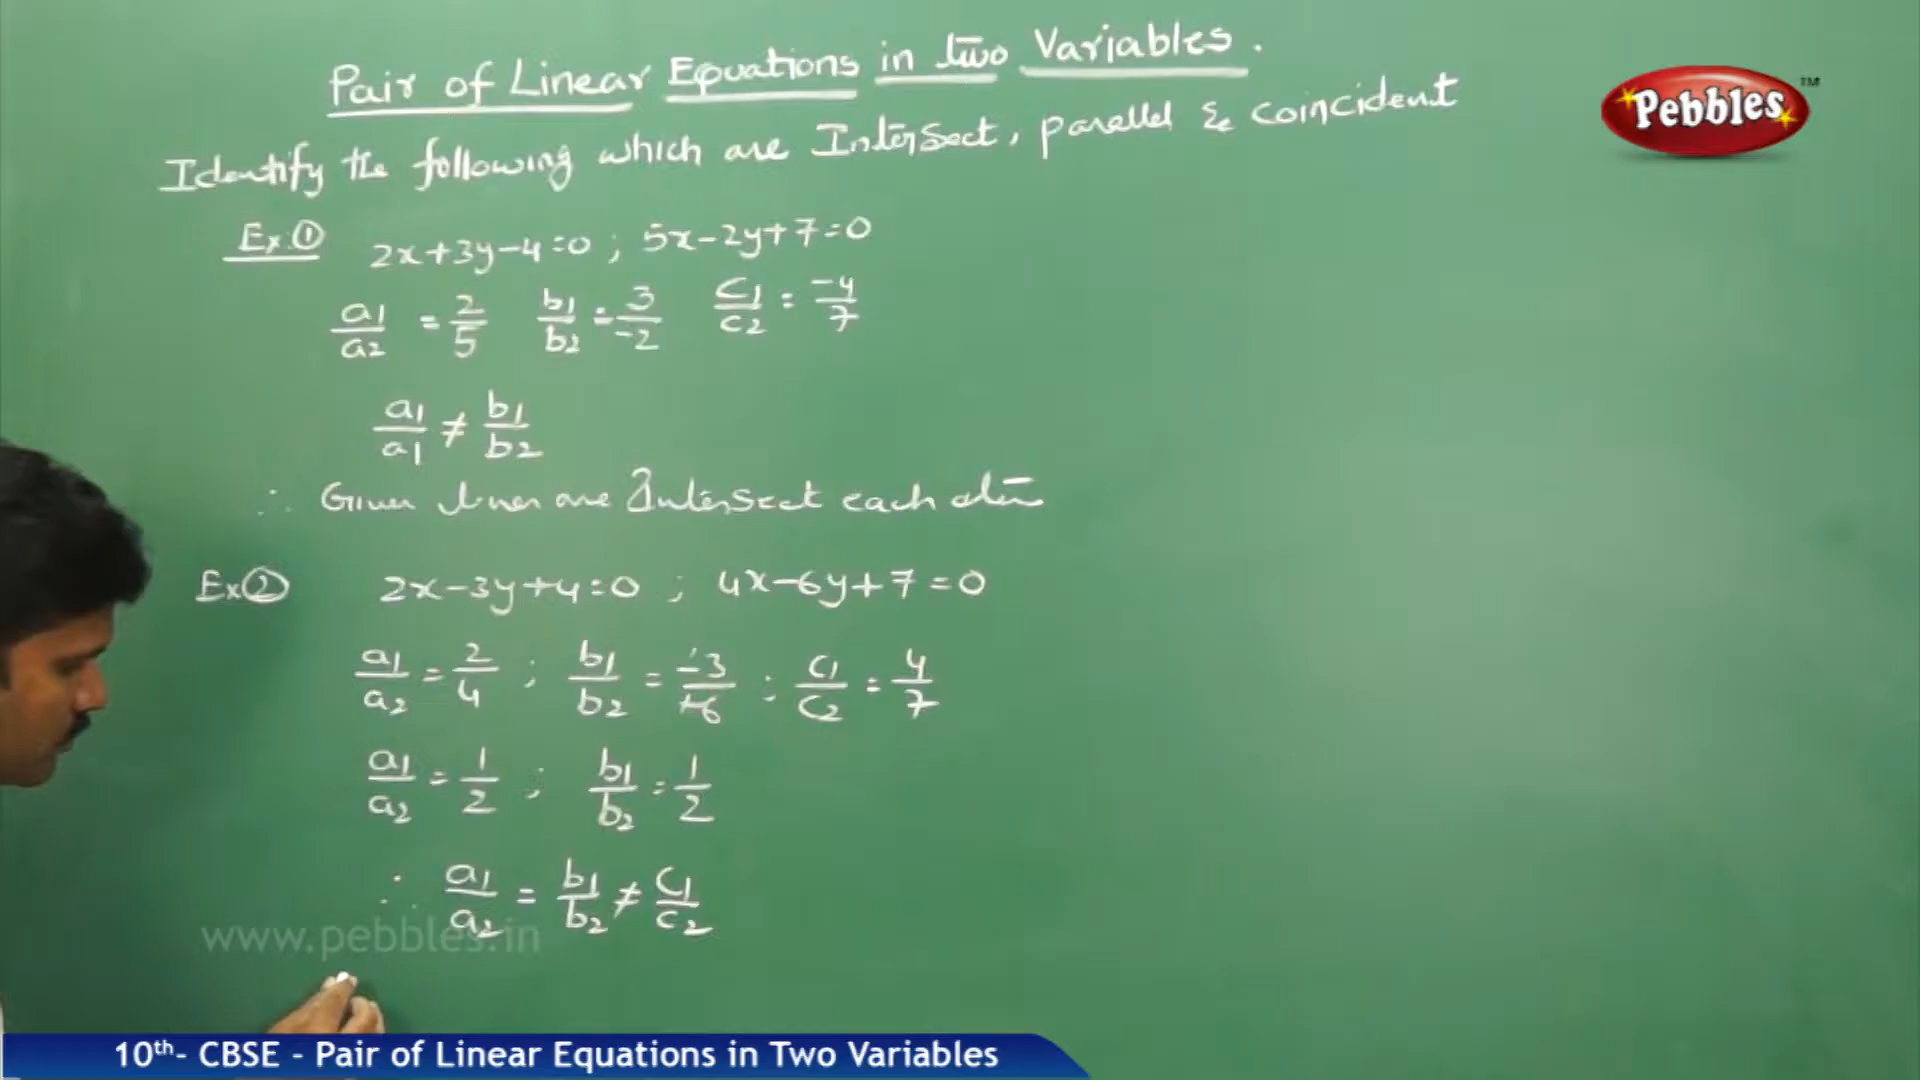 Pair of Linear Equations in two Variables.
Identify the following which are Intersect, parallel & coincident
Pebbles™
Ex:① 2x+3y-4=0 ; 5x-2y+7=0
a1/a2 = 2/5 b1/b2 = 3/-2 c1/c2 = -4/7
a1/a1 ≠ b1/b2
∴ Given lines are Intersect each other
Ex② 2x-3y+4=0 ; 4x-6y+7=0
a1/a2 = 2/4 ; b1/b2 = -3/-6 ; c1/c2 = 4/7
a1/a2 = 1/2 ; b1/b2 = 1/2
∴ a1/a2 = b1/b2 ≠ c1/c2
www.pebbles.in
10th- CBSE - Pair of Linear Equations in Two Variables